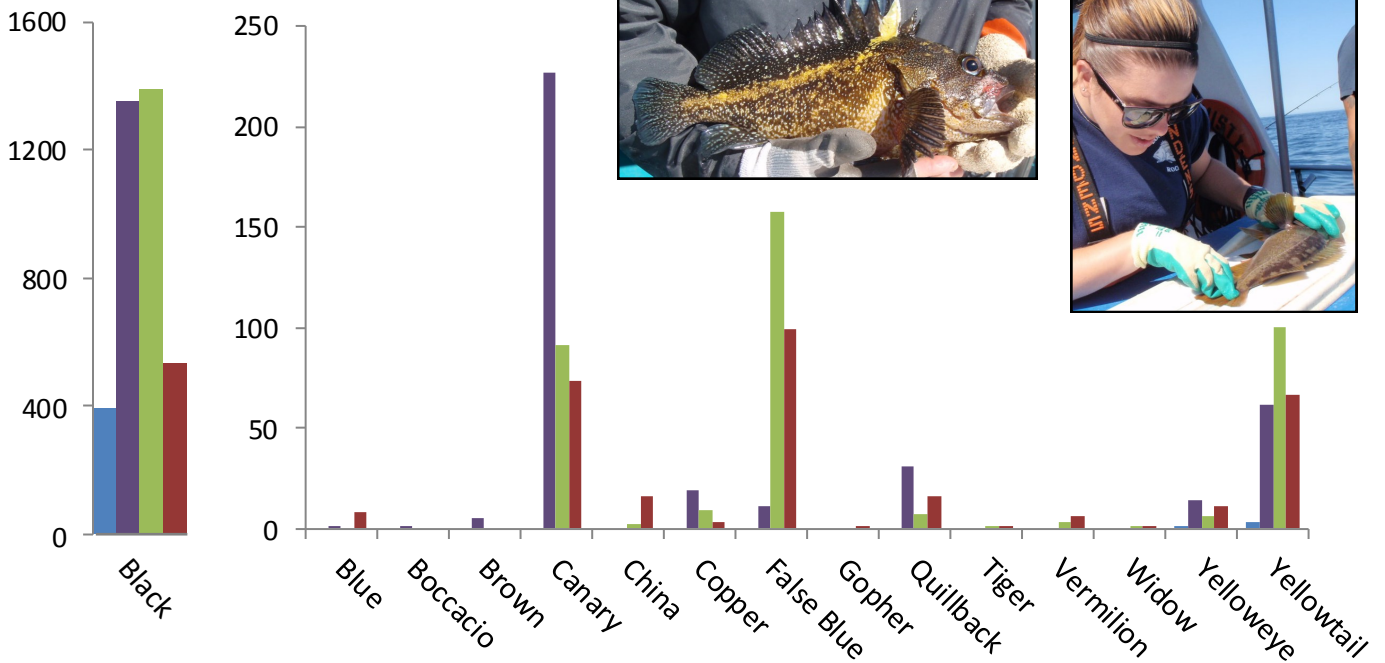 1600
1200
800
400
0
Black
250
200
150
100
50
0
Blue
Boccacio
Brown
Canary
China
Copper
False Blue
Gopher
Quillback
Tiger
Vermilion
Widow
Yelloweye
Yellowtail